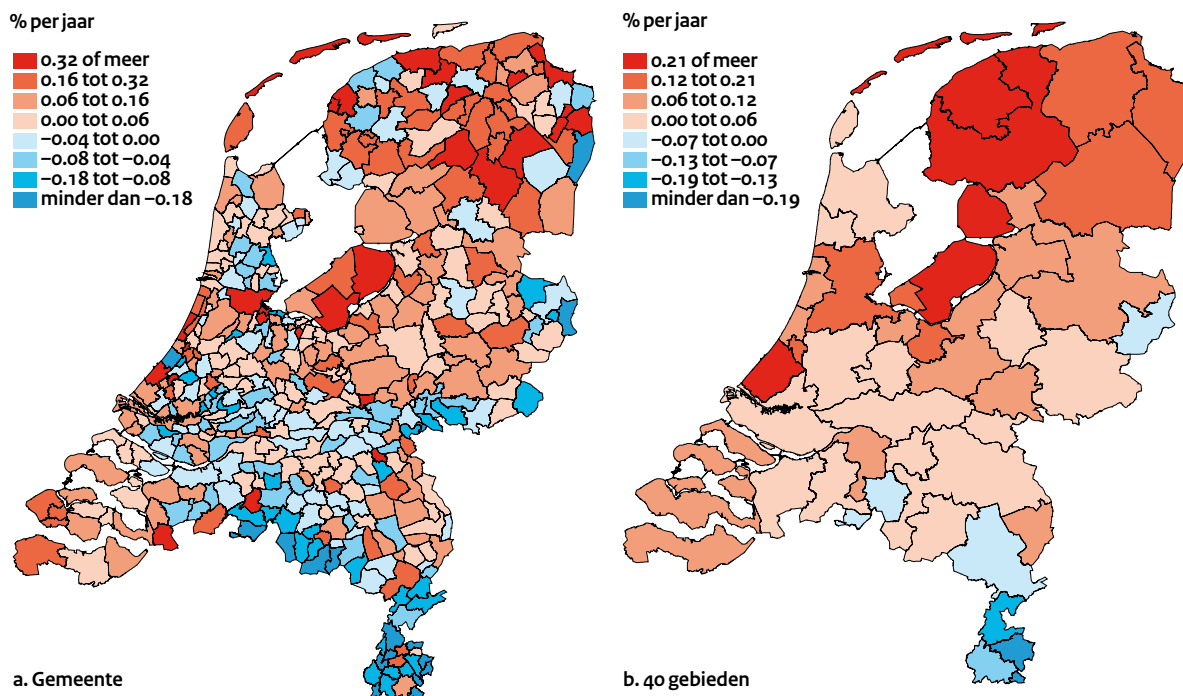 % per jaar
0.32 of meer
0.16 tot 0.32
0.06 tot 0.16
0.00 tot 0.06
–0.04 tot 0.00
–0.08 tot –0.04
–0.18 tot –0.08
minder dan –0.18
a. Gemeente
% per jaar
0.21 of meer
0.12 tot 0.21
0.06 tot 0.12
0.00 tot 0.06
–0.07 tot 0.00
–0.13 tot –0.07
–0.19 tot –0.13
minder dan –0.19
b. 40 gebieden